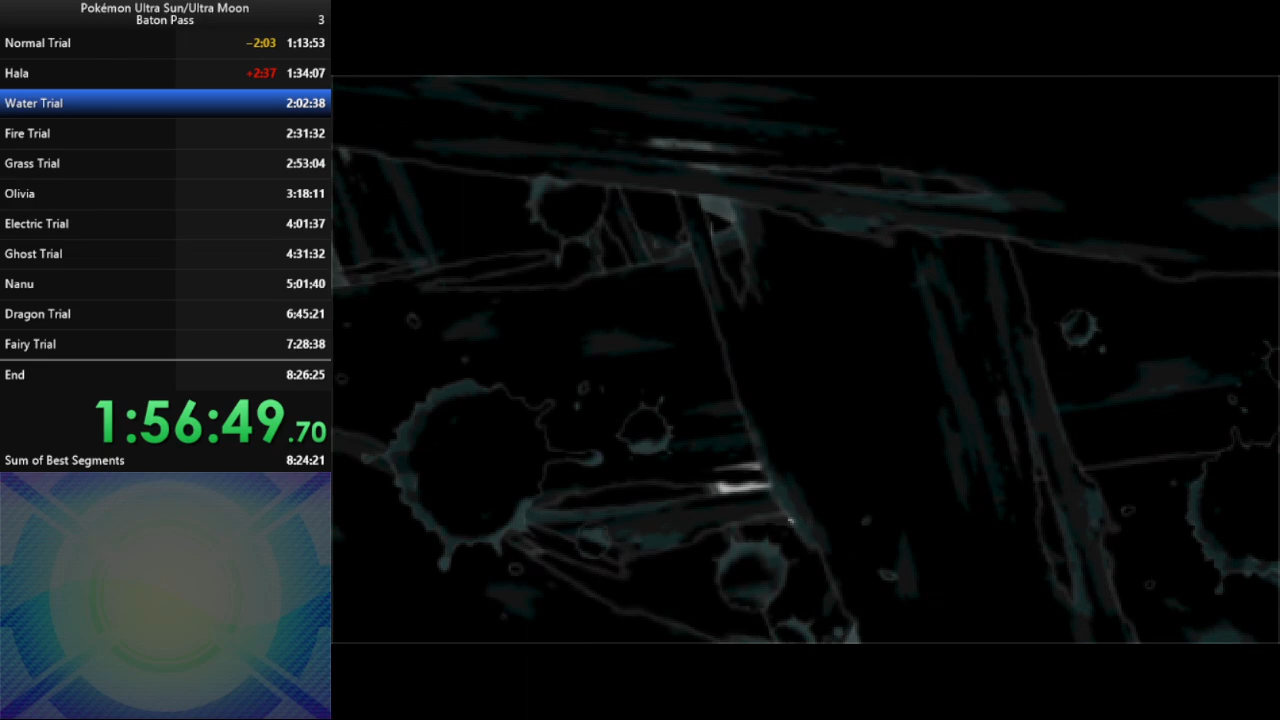 Pokémon Ultra Sun/Ultra Moon
Baton Pass 3
Normal Trial −2:03 1:13:53
Hala +2:37 1:34:07
Water Trial 2:02:38
Fire Trial 2:31:32
Grass Trial 2:53:04
Olivia 3:18:11
Electric Trial 4:01:37
Ghost Trial 4:31:32
Nanu 5:01:40
Dragon Trial 6:45:21
Fairy Trial 7:28:38
End 8:26:25
1:56:49.70
Sum of Best Segments 8:24:21